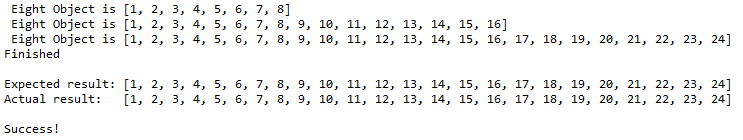 Eight Object is [1, 2, 3, 4, 5, 6, 7, 8]
Eight Object is [1, 2, 3, 4, 5, 6, 7, 8, 9, 10, 11, 12, 13, 14, 15, 16]
Eight Object is [1, 2, 3, 4, 5, 6, 7, 8, 9, 10, 11, 12, 13, 14, 15, 16, 17, 18, 19, 20, 21, 22, 23, 24]
Finished
Expected result: [1, 2, 3, 4, 5, 6, 7, 8, 9, 10, 11, 12, 13, 14, 15, 16, 17, 18, 19, 20, 21, 22, 23, 24]
Actual result: [1, 2, 3, 4, 5, 6, 7, 8, 9, 10, 11, 12, 13, 14, 15, 16, 17, 18, 19, 20, 21, 22, 23, 24]
Success!